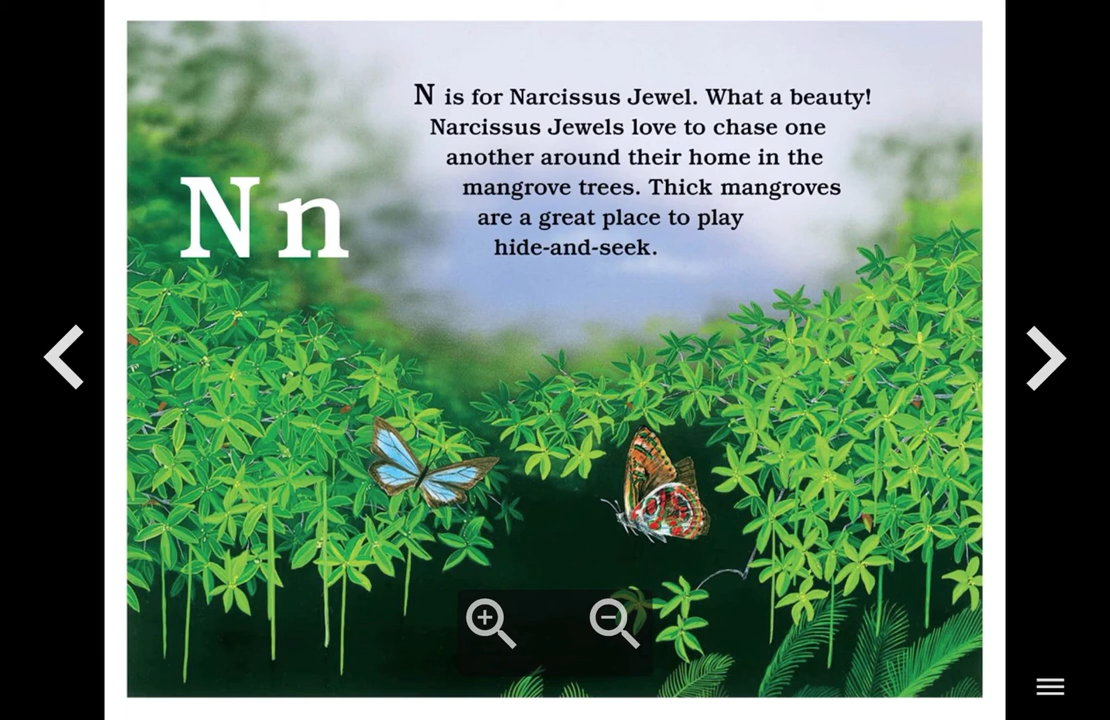 N is for Narcissus Jewel. What a beauty!
Narcissus Jewels love to chase one
another around their home in the
mangrove trees. Thick mangroves
are a great place to play
hide-and-seek.
Nn